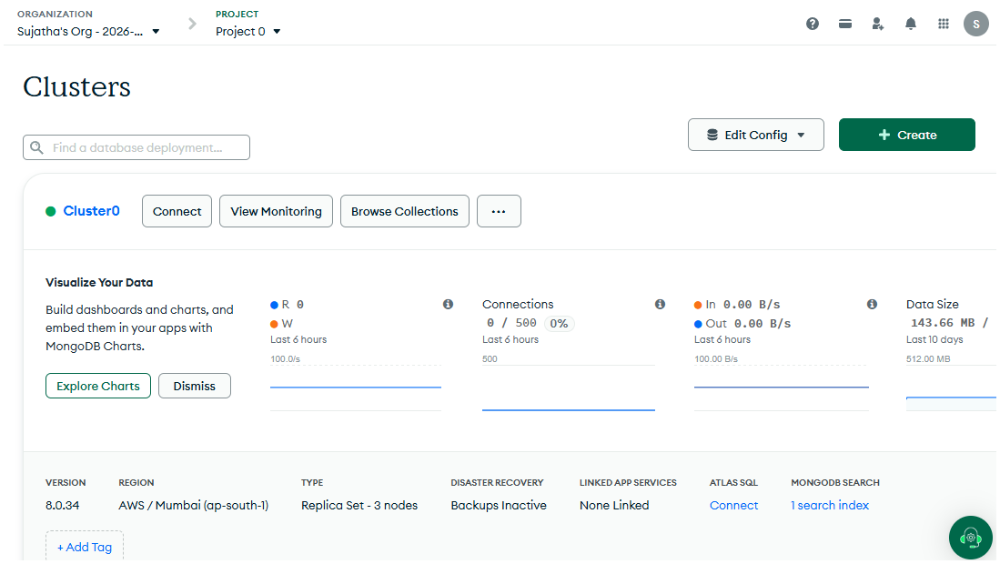 ORGANIZATION
Sujatha's Org - 2026-...
PROJECT
Project 0
S
Clusters
Find a database deployment...
Edit Config
+ Create
Cluster0
Connect
View Monitoring
Browse Collections
...
Visualize Your Data
Build dashboards and charts, and
embed them in your apps with
MongoDB Charts.
Explore Charts
Dismiss
R 0
W
Last 6 hours
100.0/s
Connections
0 / 500 0%
Last 6 hours
500
In 0.00 B/s
Out 0.00 B/s
Last 6 hours
100.00 B/s
Data Size
143.66 MB /
Last 10 days
512.00 MB
VERSION
8.0.34
REGION
AWS / Mumbai (ap-south-1)
TYPE
Replica Set - 3 nodes
DISASTER RECOVERY
Backups Inactive
LINKED APP SERVICES
None Linked
ATLAS SQL
Connect
MONGODB SEARCH
1 search index
+ Add Tag